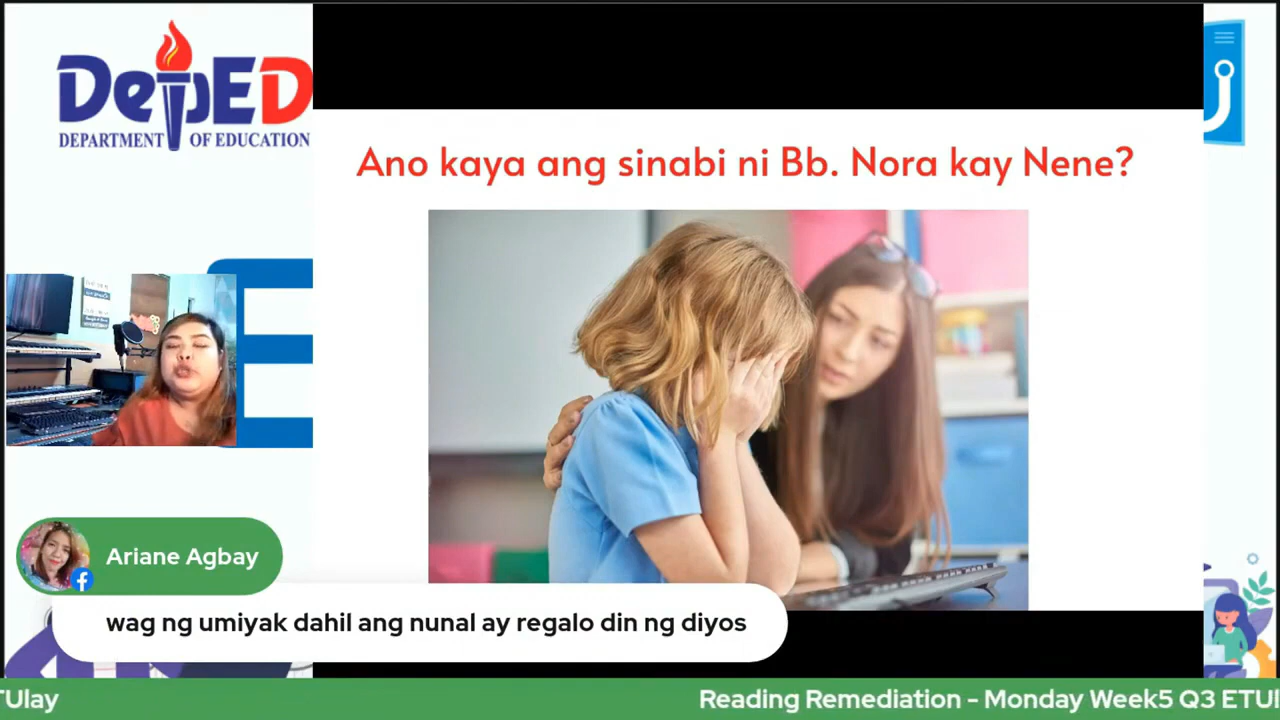 DepED
DEPARTMENT OF EDUCATION
Ano kaya ang sinabi ni Bb. Nora kay Nene?
Ariane Agbay
wag ng umiyak dahil ang nunal ay regalo din ng diyos
TUlay
Reading Remediation - Monday Week5 Q3 ETUl